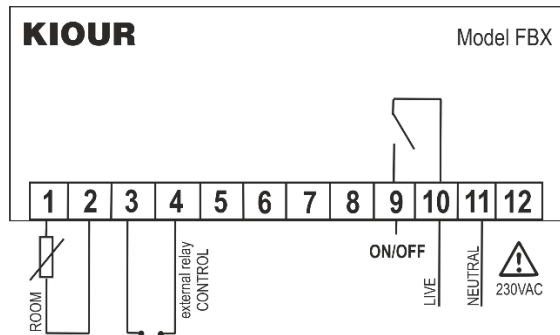 KIOUR
Model FBX
1 2 3 4 5 6 7 8 9 10 11 12
ROOM
external relay
CONTROL
ON/OFF
LIVE
NEUTRAL
230VAC